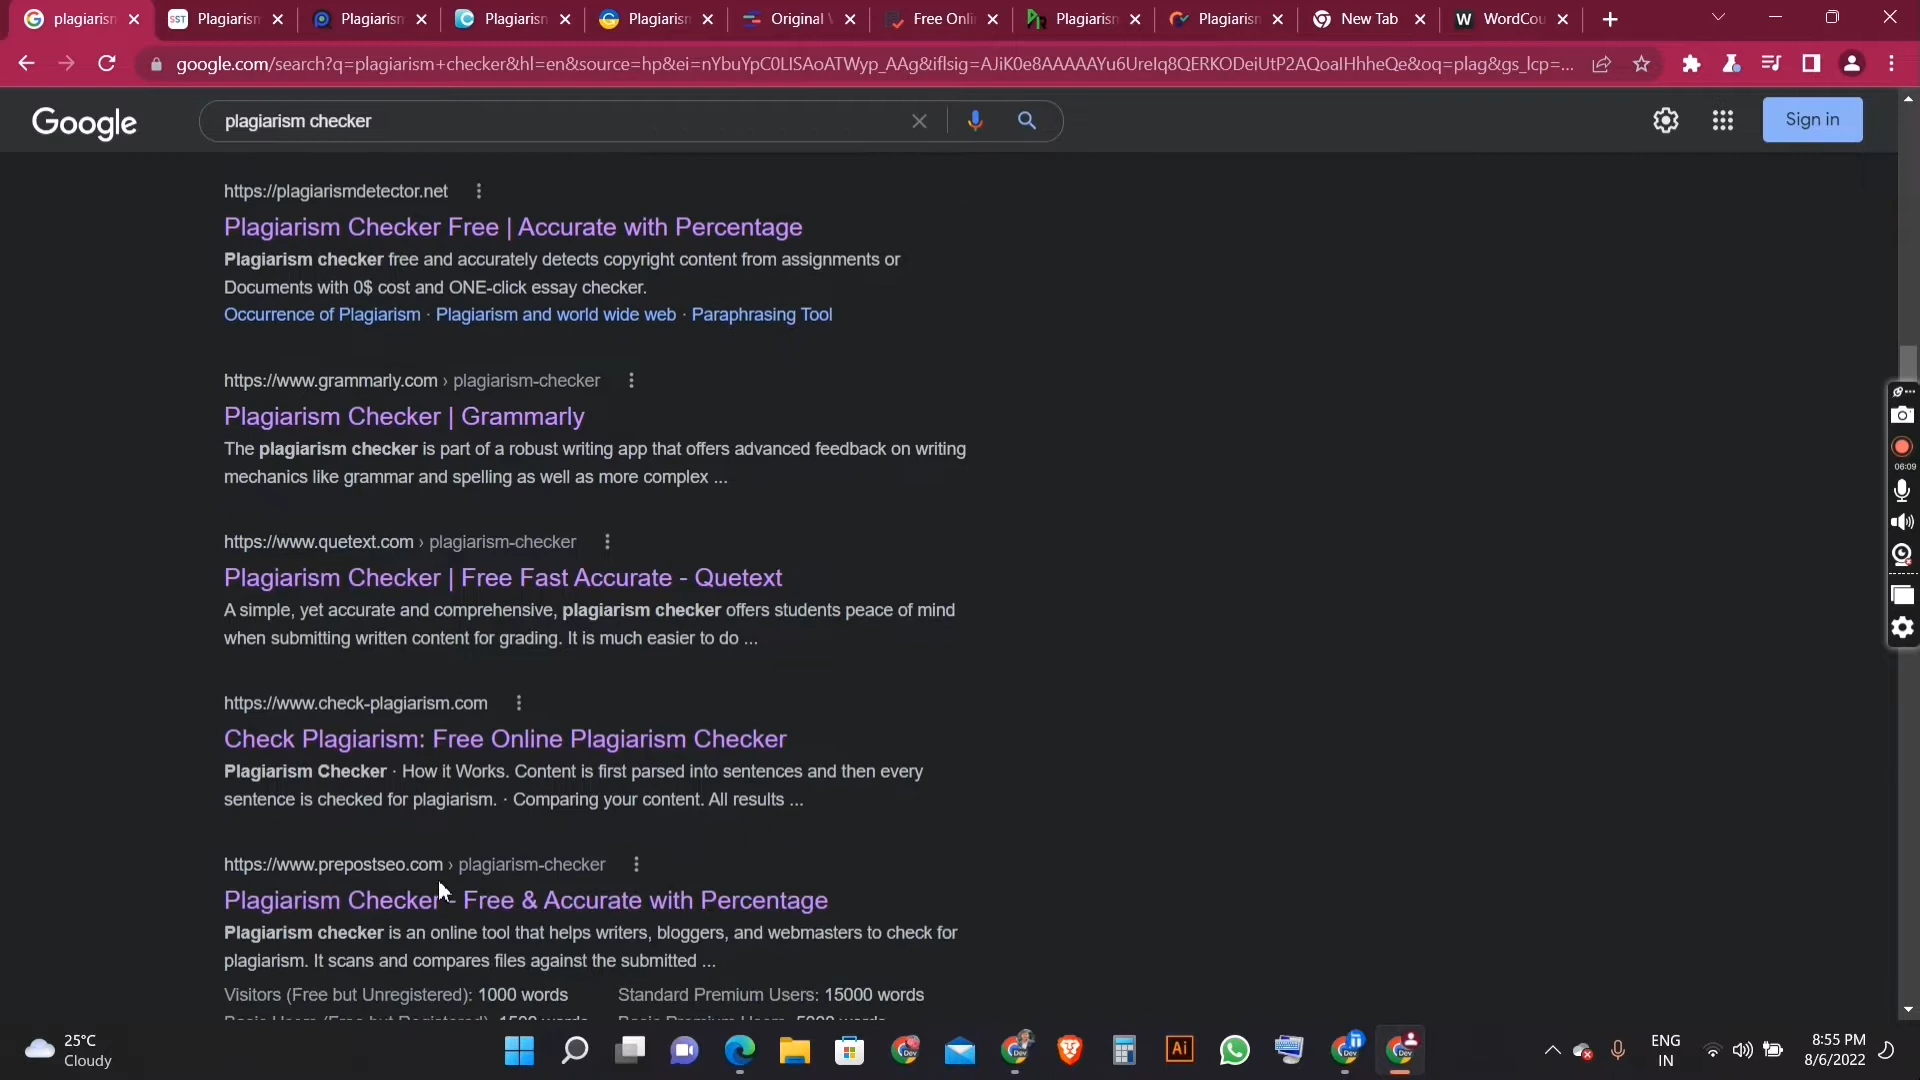 plagiarism
Plagiarism
Plagiarism
Plagiarism
Plagiarism
Original
Free Onli
Plagiarism
Plagiarism
New Tab
WordCou
google.com/search?q=plagiarism+checker&hl=en&source=hp&ei=nYbuYpC0LISAoATWyp_AAg&iflsig=AJiK0e8AAAAAYu6UreIq8QERKODeiUtP2AQoaIHhheQe&oq=plag&gs_lcp=...
Google
plagiarism checker
Sign in
https://plagiarismdetector.net
Plagiarism Checker Free | Accurate with Percentage
Plagiarism checker free and accurately detects copyright content from assignments or
Documents with 0$ cost and ONE-click essay checker.
Occurrence of Plagiarism · Plagiarism and world wide web · Paraphrasing Tool
https://www.grammarly.com › plagiarism-checker
Plagiarism Checker | Grammarly
The plagiarism checker is part of a robust writing app that offers advanced feedback on writing
mechanics like grammar and spelling as well as more complex ...
https://www.quetext.com › plagiarism-checker
Plagiarism Checker | Free Fast Accurate - Quetext
A simple, yet accurate and comprehensive, plagiarism checker offers students peace of mind
when submitting written content for grading. It is much easier to do ...
https://www.check-plagiarism.com
Check Plagiarism: Free Online Plagiarism Checker
Plagiarism Checker · How it Works. Content is first parsed into sentences and then every
sentence is checked for plagiarism. · Comparing your content. All results ...
https://www.prepostseo.com › plagiarism-checker
Plagiarism Checker - Free & Accurate with Percentage
Plagiarism checker is an online tool that helps writers, bloggers, and webmasters to check for
plagiarism. It scans and compares files against the submitted ...
Visitors (Free but Unregistered): 1000 words Standard Premium Users: 15000 words
06:09
25°C
Cloudy
ENG
IN
8:55 PM
8/6/2022